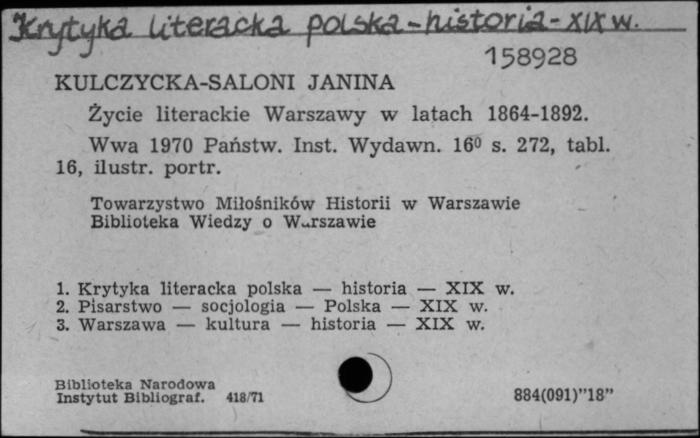 Krytyka literacka polska - historia - XIX w.
158928
KULCZYCKA-SALONI JANINA
Życie literackie Warszawy w latach 1864-1892.
Wwa 1970 Państw. Inst. Wydawn. 16⁰ s. 272, tabl.
16, ilustr. portr.
Towarzystwo Miłośników Historii w Warszawie
Biblioteka Wiedzy o Warszawie
1. Krytyka literacka polska — historia — XIX w.
2. Pisarstwo — socjologia — Polska — XIX w.
3. Warszawa — kultura — historia — XIX w.
Biblioteka Narodowa
Instytut Bibliograf. 418/71
884(091)"18"